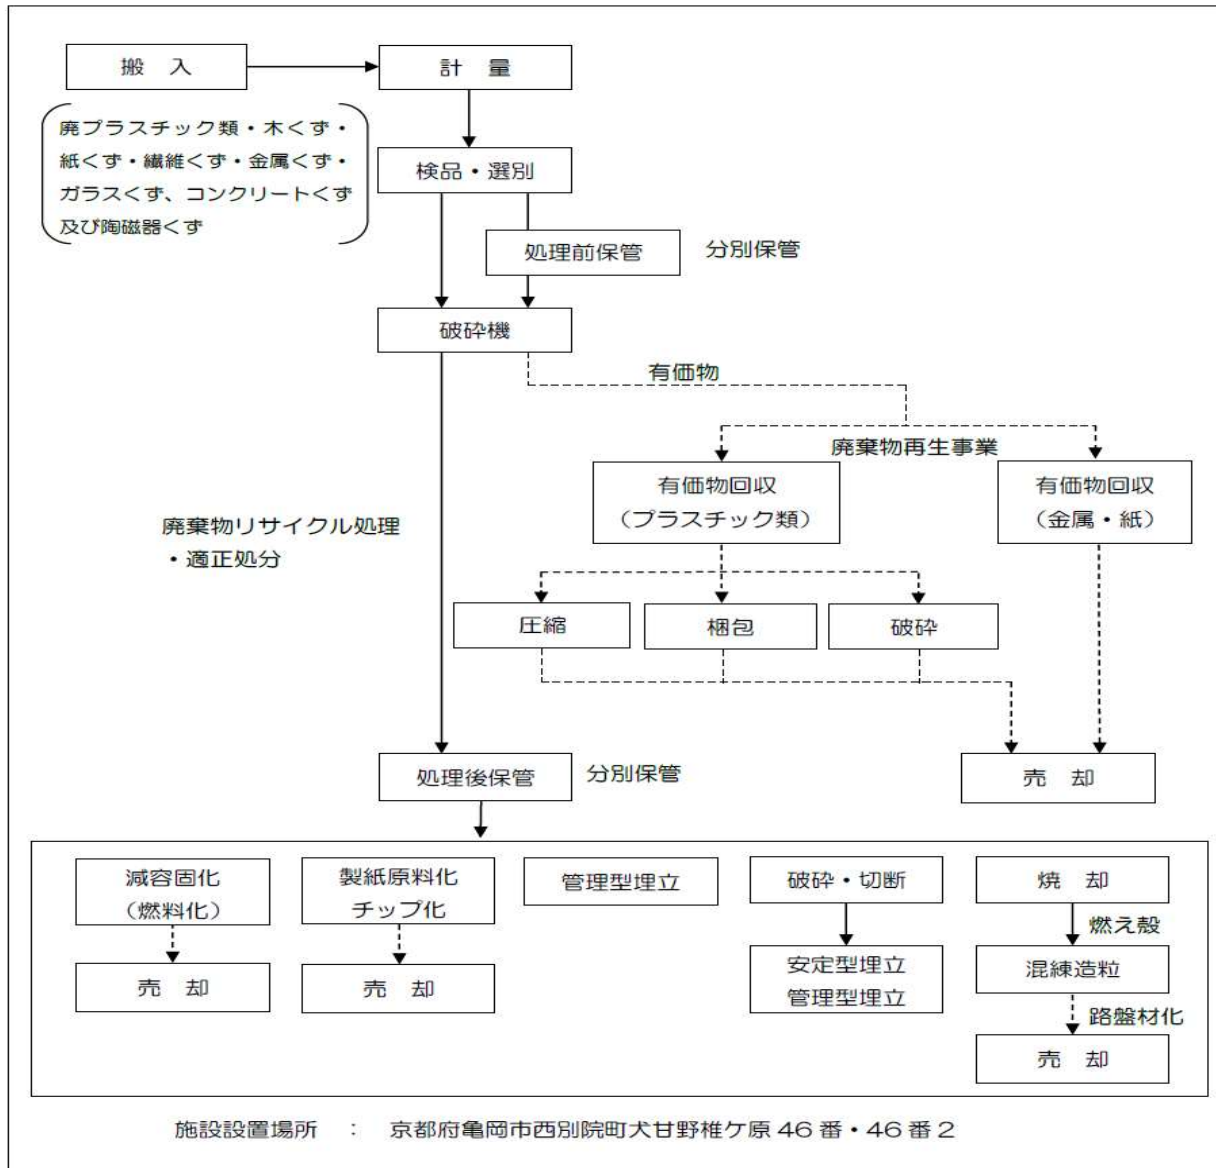 搬　入
計　量
廃プラスチック類・木くず・
紙くず・繊維くず・金属くず・
ガラスくず、コンクリートくず
及び陶磁器くず
検品・選別
処理前保管
分別保管
破砕機
有価物
廃棄物再生事業
有価物回収
（プラスチック類）
有価物回収
（金属・紙）
廃棄物リサイクル処理
・適正処分
圧縮
梱包
破砕
処理後保管
分別保管
売　却
減容固化
（燃料化）
売　却
製紙原料化
チップ化
売　却
管理型埋立
破砕・切断
安定型埋立
管理型埋立
焼　却
燃え殻
混練造粒
路盤材化
売　却
施設設置場所　：　京都府亀岡市西別院町犬甘野椎ケ原 46 番・46 番２